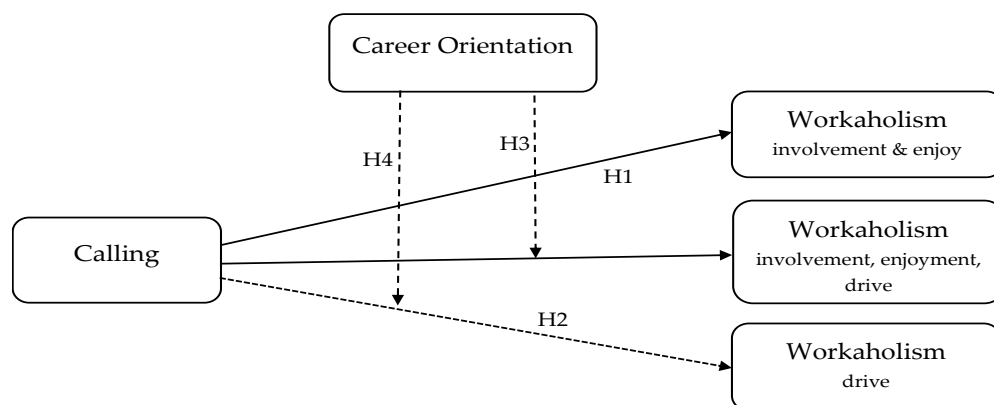 Career Orientation
Workaholism
involvement & enjoy
H3
H4
H1
Calling
Workaholism
involvement, enjoyment,
drive
H2
Workaholism
drive